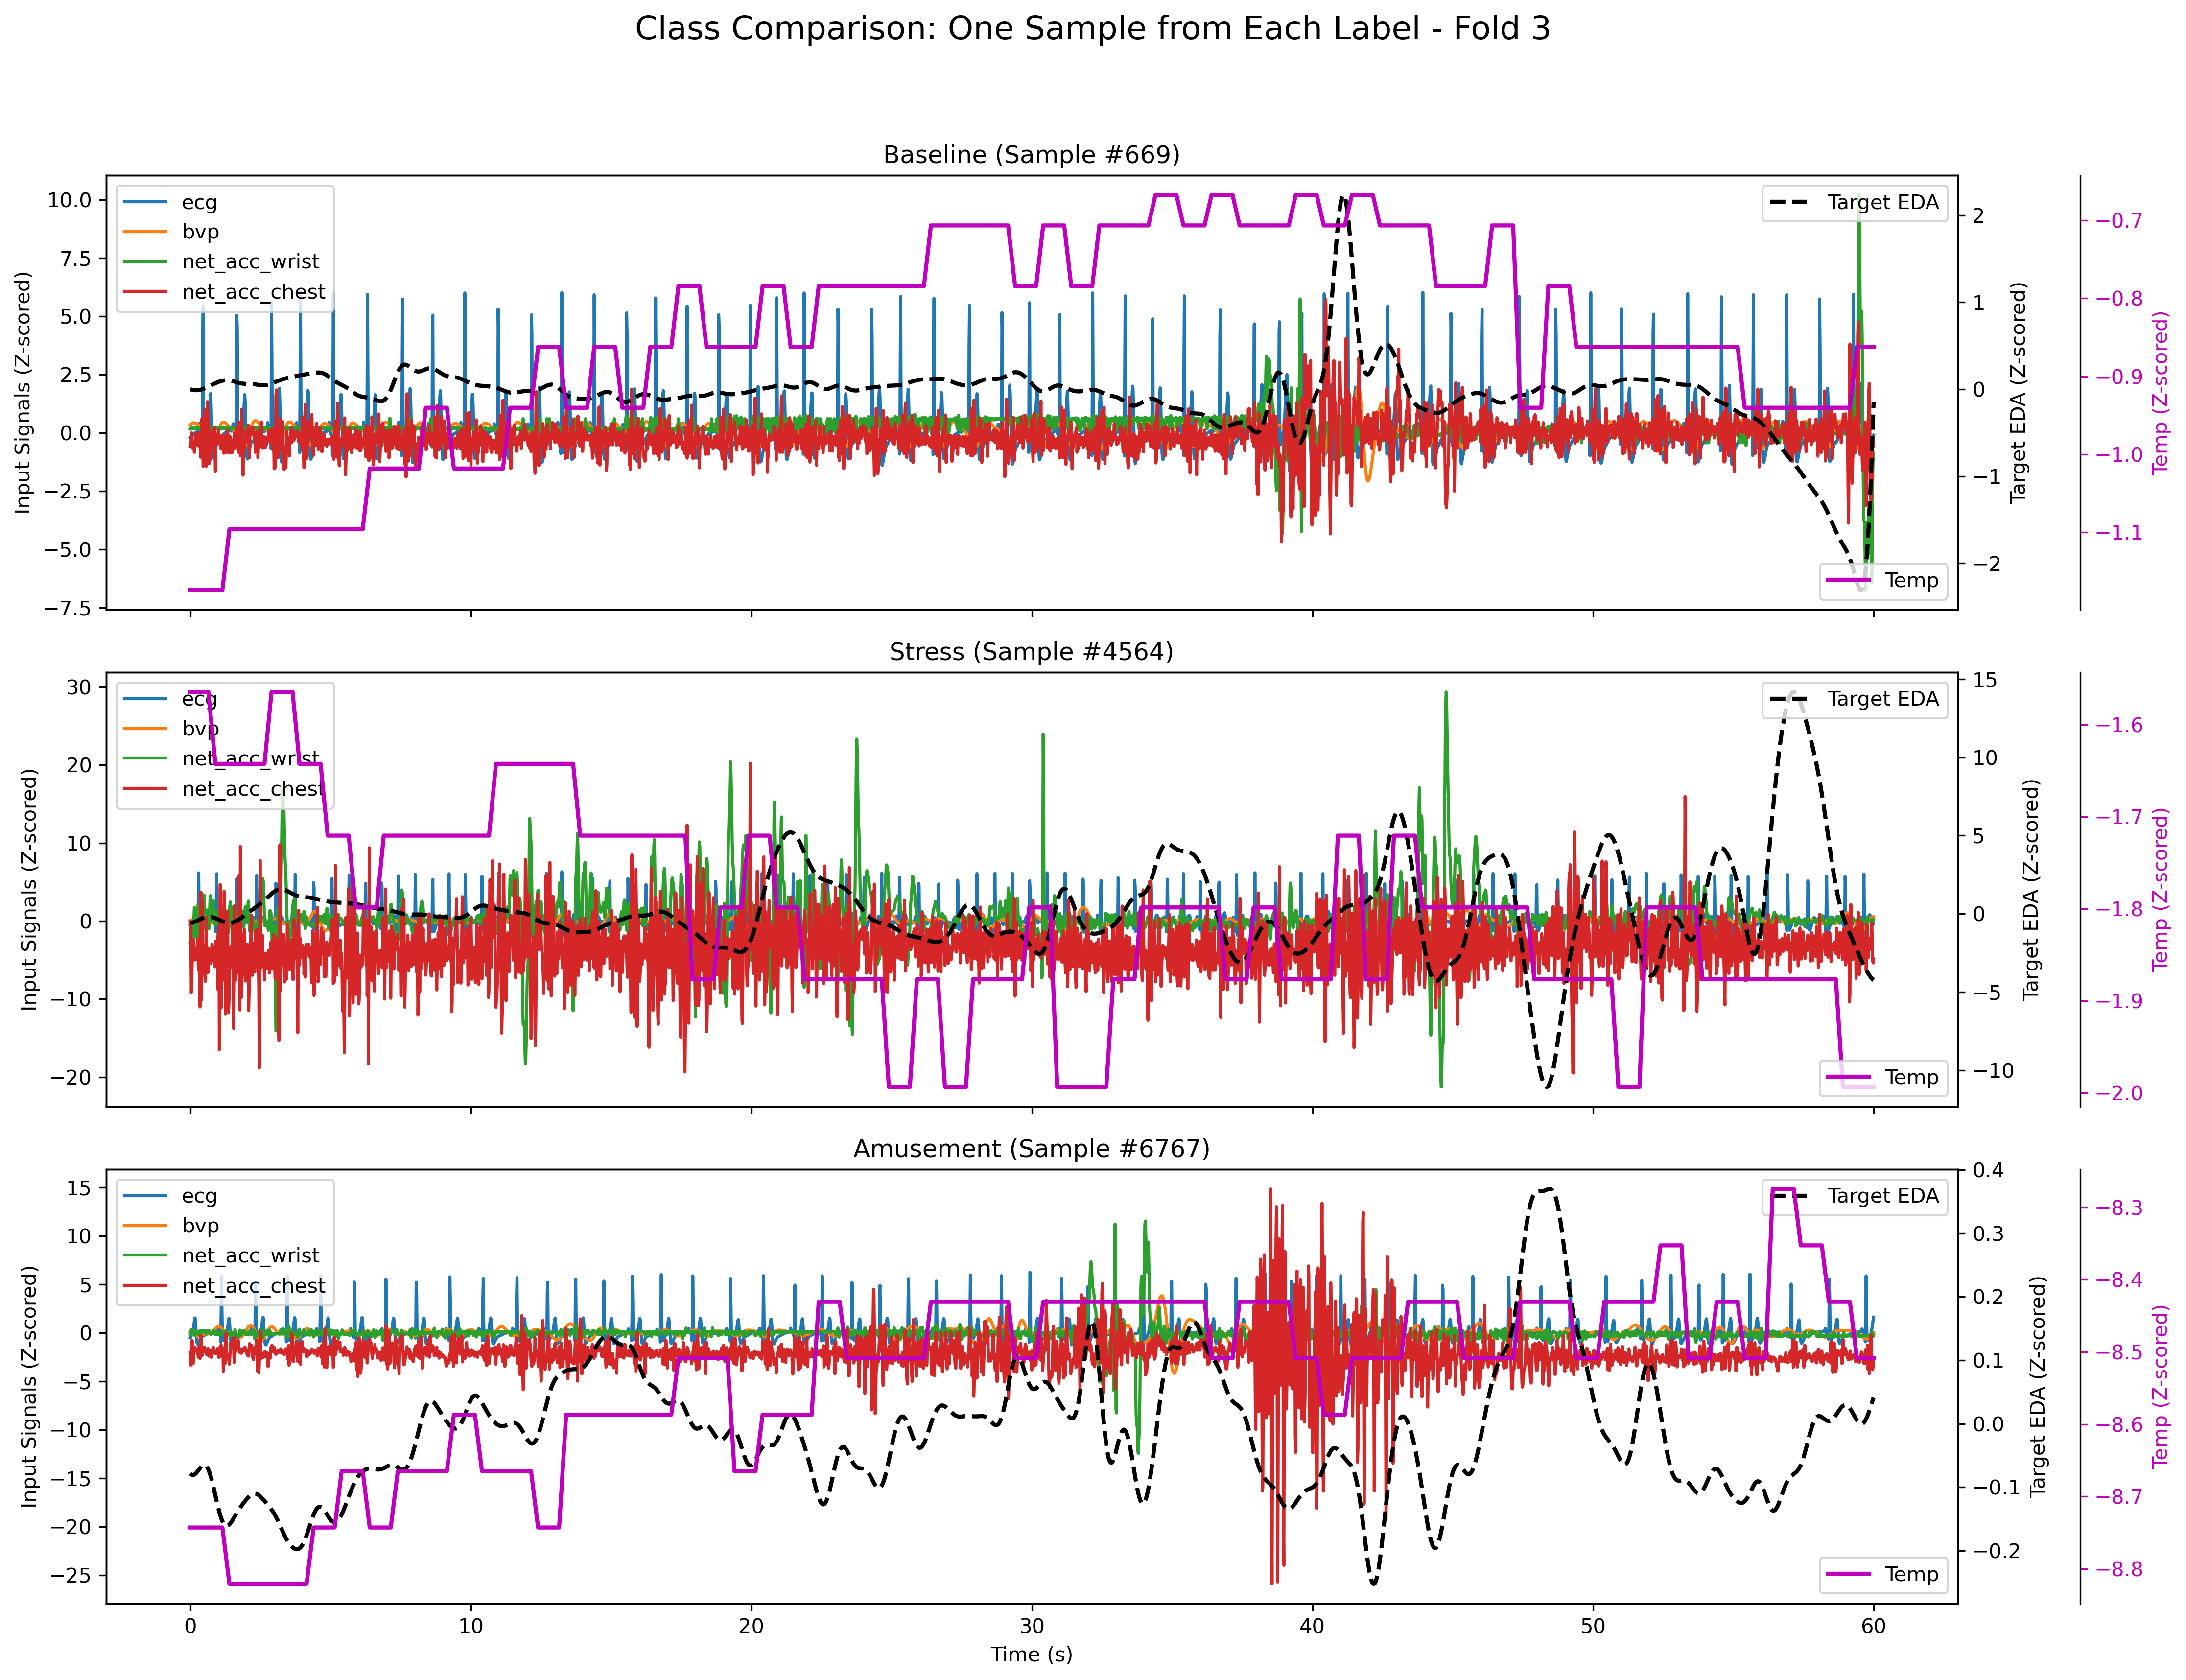 Class Comparison: One Sample from Each Label - Fold 3
Baseline (Sample #669)
ecg
bvp
net_acc_wrist
net_acc_chest
Target EDA
Temp
10.0
7.5
5.0
2.5
0.0
−2.5
−5.0
−7.5
Input Signals (Z-scored)
2
1
0
−1
−2
Target EDA (Z-scored)
−0.7
−0.8
−0.9
−1.0
−1.1
Temp (Z-scored)
Stress (Sample #4564)
ecg
bvp
net_acc_wrist
net_acc_chest
Target EDA
Temp
30
20
10
0
−10
−20
Input Signals (Z-scored)
15
10
5
0
−5
−10
Target EDA (Z-scored)
−1.6
−1.7
−1.8
−1.9
−2.0
Temp (Z-scored)
Amusement (Sample #6767)
ecg
bvp
net_acc_wrist
net_acc_chest
Target EDA
Temp
15
10
5
0
−5
−10
−15
−20
−25
Input Signals (Z-scored)
0.4
0.3
0.2
0.1
0.0
−0.1
−0.2
Target EDA (Z-scored)
−8.3
−8.4
−8.5
−8.6
−8.7
−8.8
Temp (Z-scored)
0 10 20 30 40 50 60
Time (s)